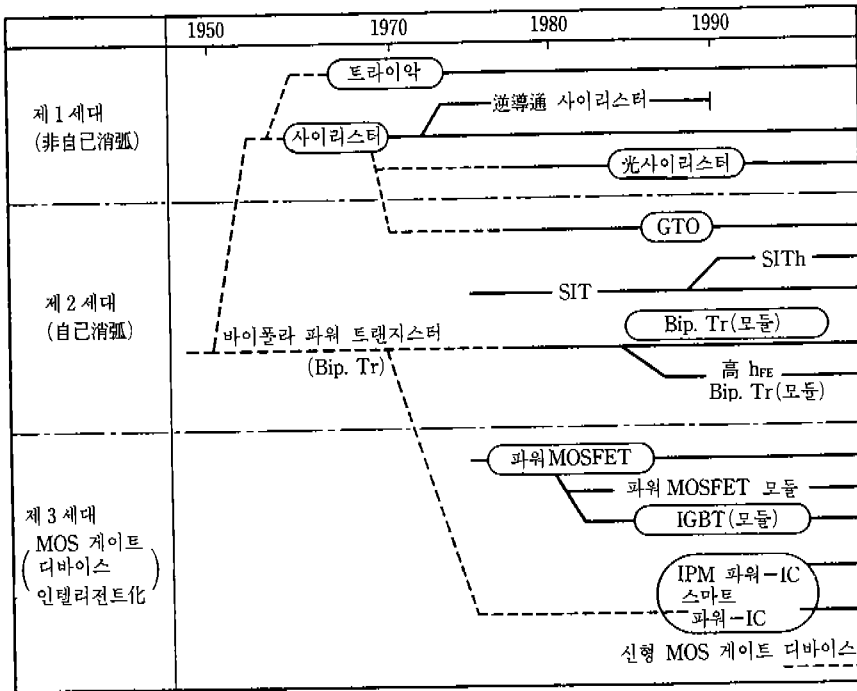 1950 1970 1980 1990
트라이악
제 1 세대
(非自己消弧)
逆導通 사이리스터
사이리스터
光사이리스터
GTO
SITh
SIT
제 2 세대
(自己消弧)
바이폴라 파워 트랜지스터
(Bip. Tr)
Bip. Tr(모듈)
高 hFE
Bip. Tr(모듈)
파워 MOSFET
파워 MOSFET 모듈
IGBT(모듈)
제 3 세대
(MOS 게이트
디바이스
인텔리전트化)
IPM 파워-IC
스마트
파워-IC
신형 MOS 게이트 디바이스